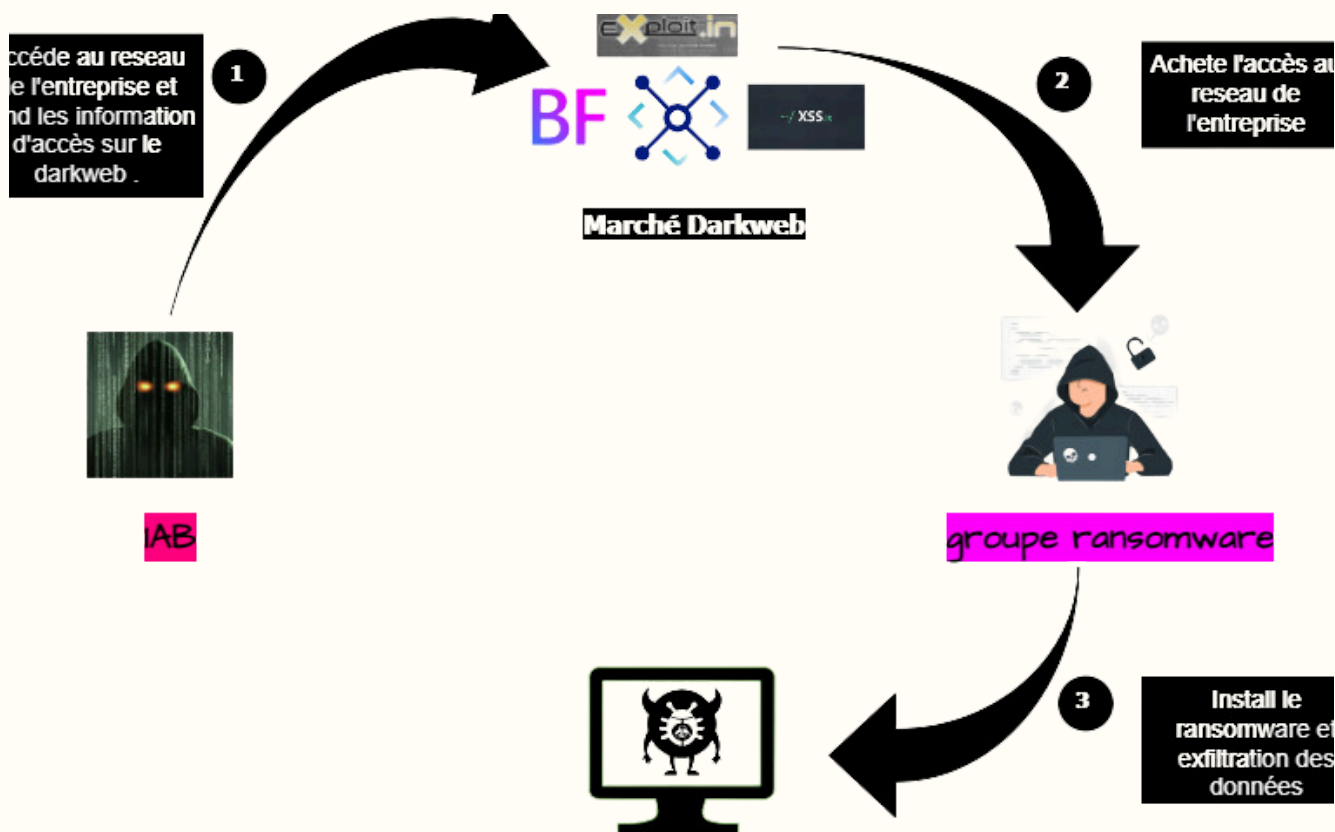 ccéde au reseau
e l'entreprise et
nd les information
d'accès sur le
darkweb .
1
eXploit.in
BF
~/ XSS.is
Marché Darkweb
2
Achete l'accès au
reseau de
l'entreprise
IAB
groupe ransomware
3
Install le
ransomware et
exfiltration des
données